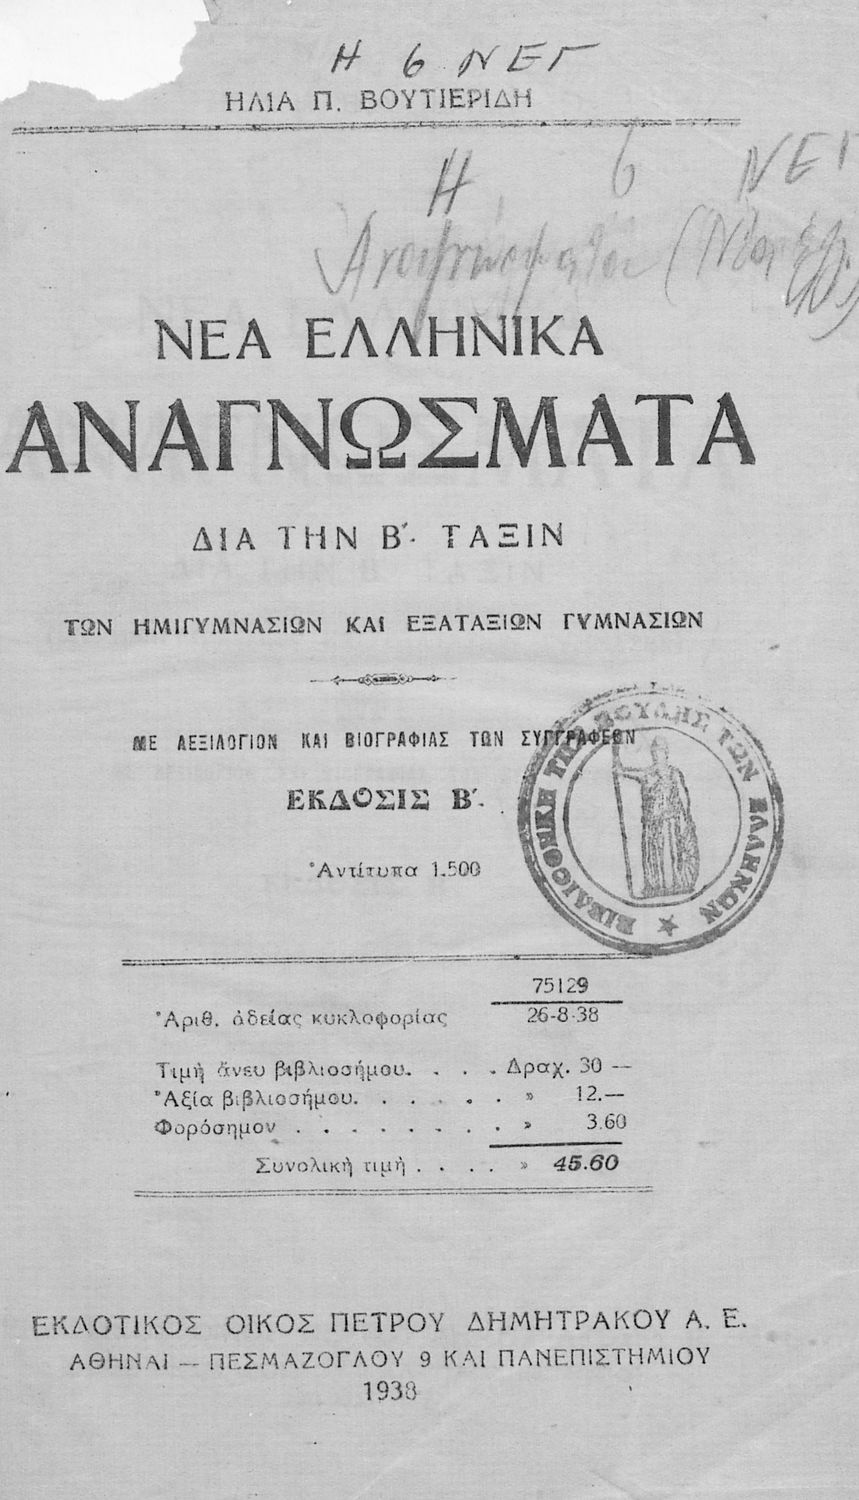 Η 6 ΝΕΓ
ΗΛΙΑ Π. ΒΟΥΤΙΕΡΙΔΗ
Η 6 ΝΕΓ
ΝΕΑ ΕΛΛΗΝΙΚΑ
ΑΝΑΓΝΩΣΜΑΤΑ
ΔΙΑ ΤΗΝ Β΄. ΤΑΞΙΝ
ΤΩΝ ΗΜΙΓΥΜΝΑΣΙΩΝ ΚΑΙ ΕΞΑΤΑΞΙΩΝ ΓΥΜΝΑΣΙΩΝ
ΜΕ ΛΕΞΙΛΟΓΙΟΝ ΚΑΙ ΒΙΟΓΡΑΦΙΑΣ ΤΩΝ ΣΥΓΓΡΑΦΕΩΝ
ΕΚΔΟΣΙΣ Β΄.
ΒΙΒΛΙΟΘΗΚΗ ΤΗΣ ΒΟΥΛΗΣ ΤΩΝ ΕΛΛΗΝΩΝ
Ἀντίτυπα 1.500
75129
Ἀριθ. ἀδείας κυκλοφορίας 26-8-38
Τιμὴ ἄνευ βιβλιοσήμου. . . . Δραχ. 30 —
Ἀξία βιβλιοσήμου. . . . . . » 12.—
Φορόσημον . . . . . . . . » 3.60
Συνολικὴ τιμὴ . . . . » 45.60
ΕΚΔΟΤΙΚΟΣ ΟΙΚΟΣ ΠΕΤΡΟΥ ΔΗΜΗΤΡΑΚΟΥ Α. Ε.
ΑΘΗΝΑΙ — ΠΕΣΜΑΖΟΓΛΟΥ 9 ΚΑΙ ΠΑΝΕΠΙΣΤΗΜΙΟΥ
1938